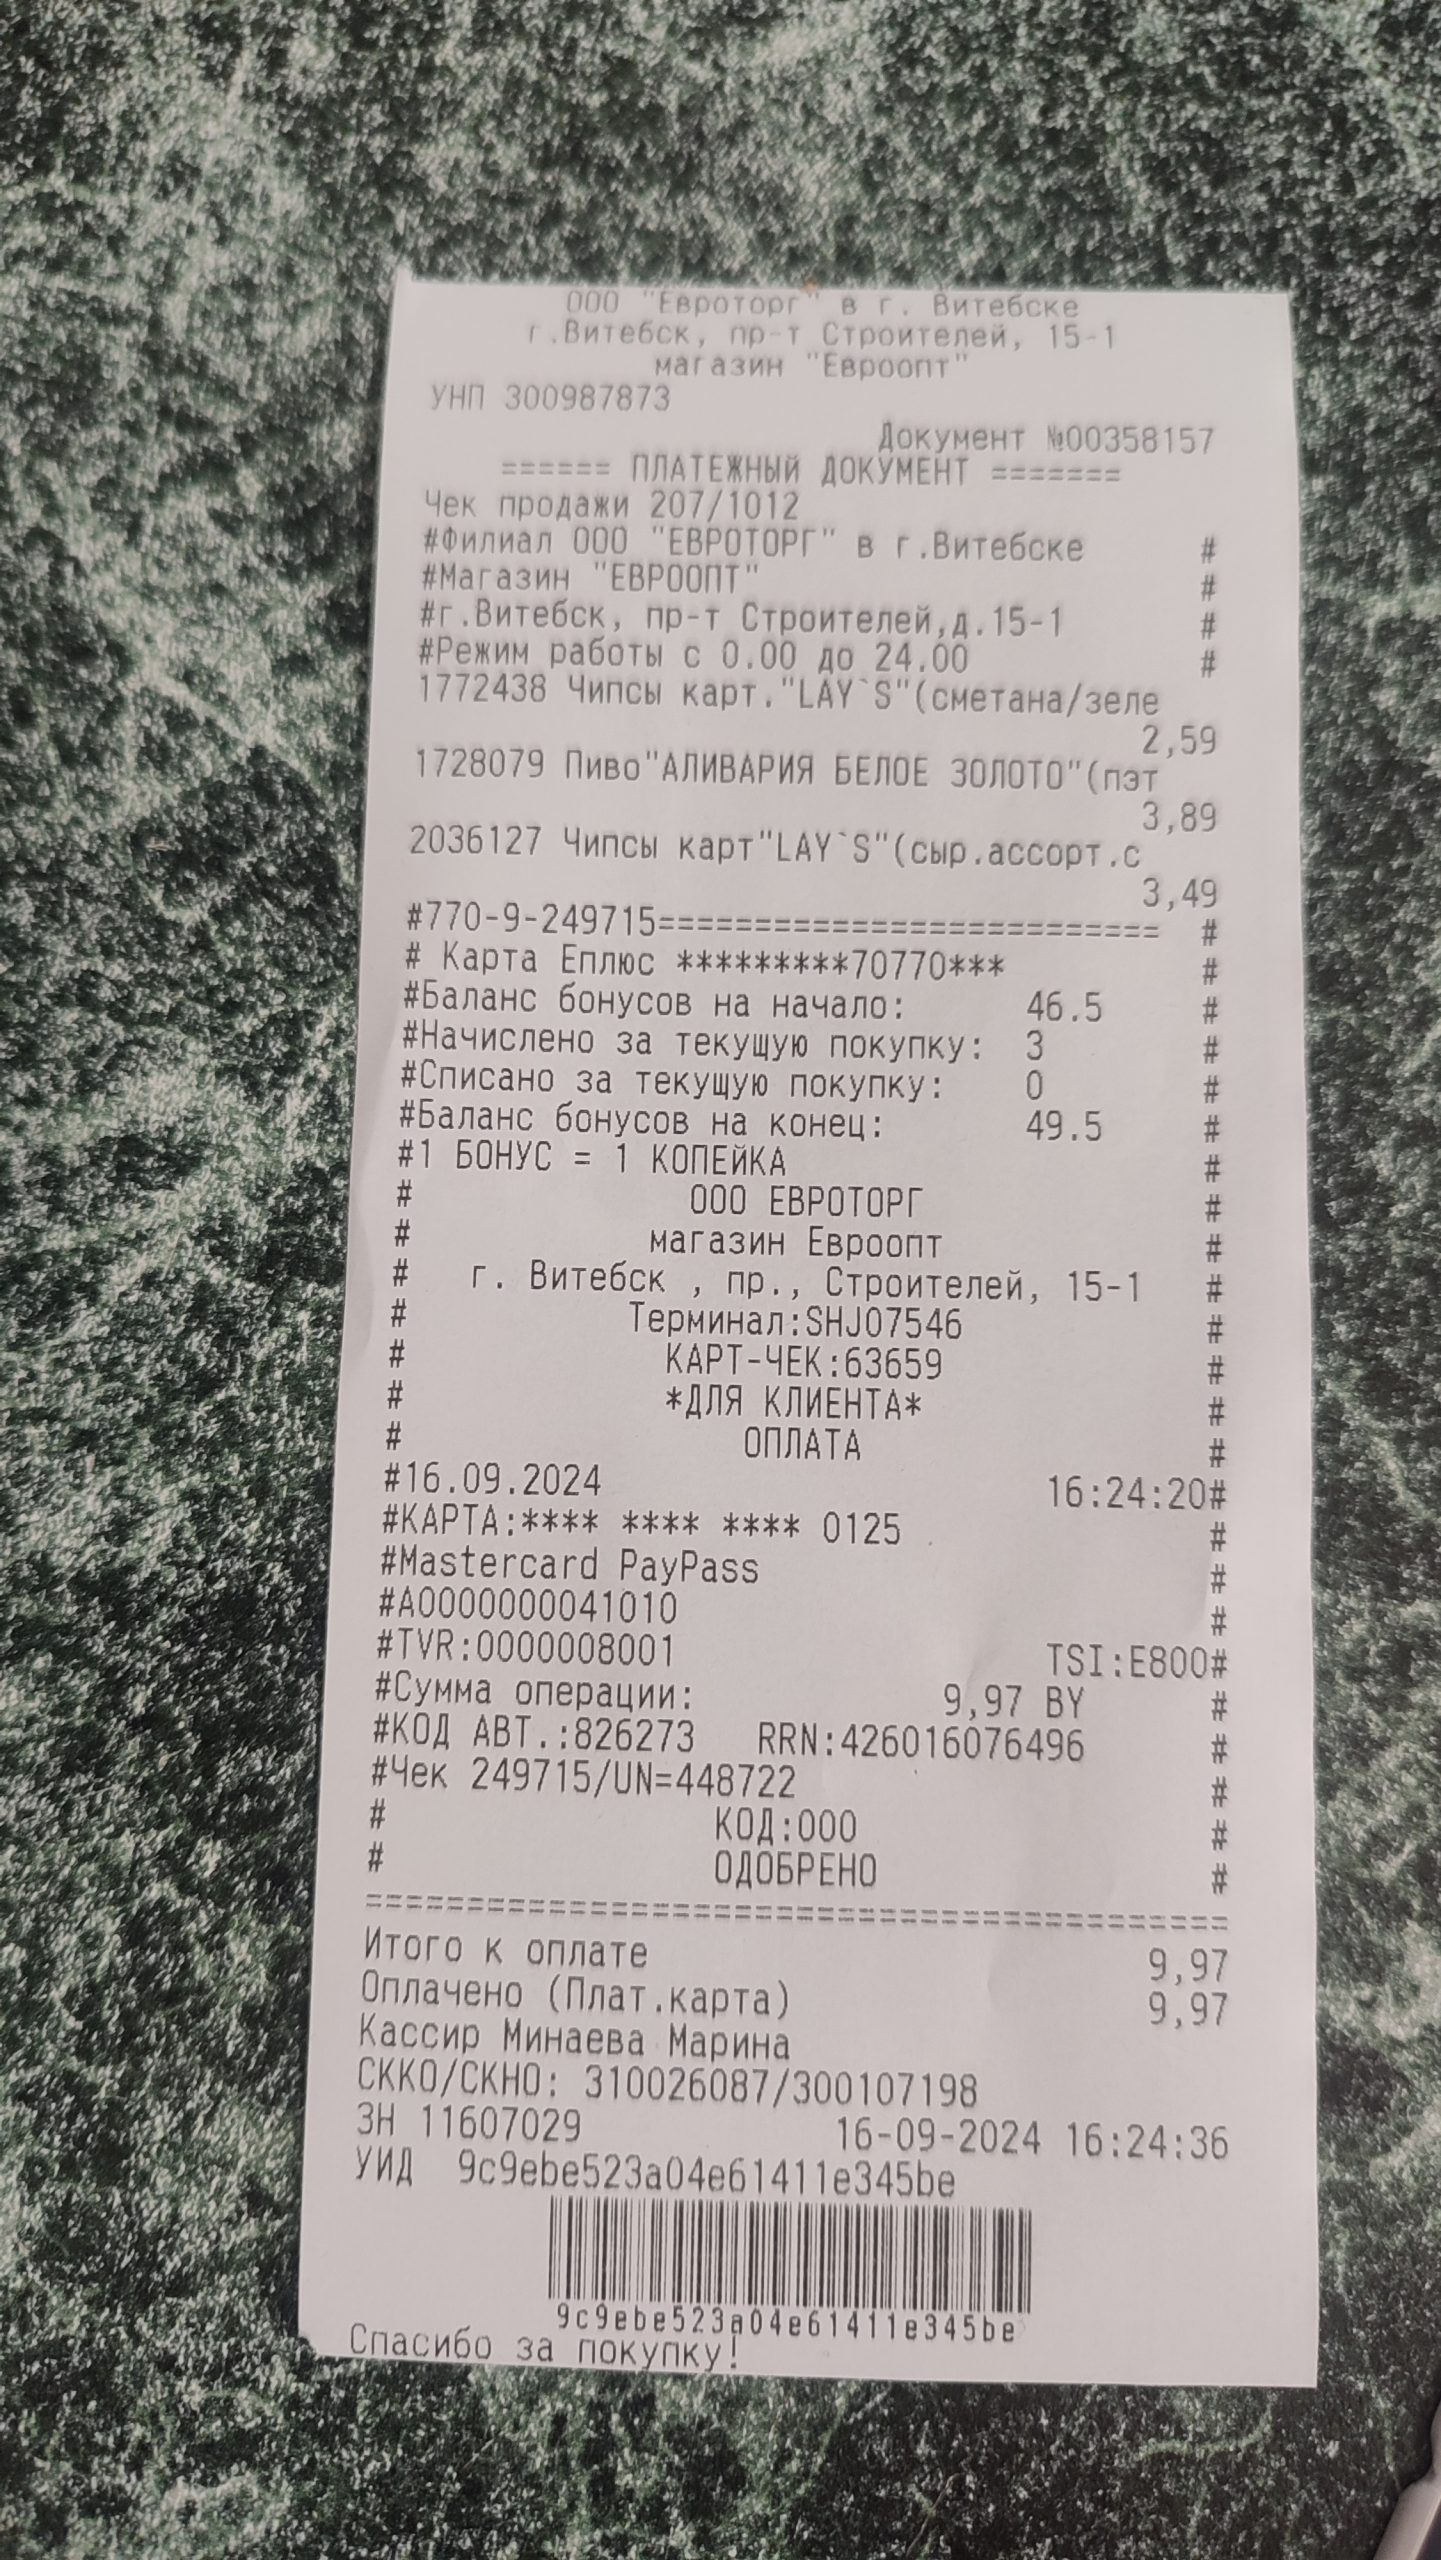 ООО "Евроторг" в г. Витебске
г.Витебск, пр-т Строителей, 15-1
магазин "Евроопт"
УНП 300987873
Документ №00358157
====== ПЛАТЕЖНЫЙ ДОКУМЕНТ =======
Чек продажи 207/1012
#Филиал ООО "ЕВРОТОРГ" в г.Витебске #
#Магазин "ЕВРООПТ" #
#г.Витебск, пр-т Строителей,д.15-1 #
#Режим работы с 0.00 до 24.00 #
1772438 Чипсы карт."LAY`S"(сметана/зеле
2,59
1728079 Пиво"АЛИВАРИЯ БЕЛОЕ ЗОЛОТО"(пэт
3,89
2036127 Чипсы карт"LAY`S"(сыр.ассорт.с
3,49
#770-9-249715========================== #
# Карта Еплюс *********70770*** #
#Баланс бонусов на начало: 46.5 #
#Начислено за текущую покупку: 3 #
#Списано за текущую покупку: 0 #
#Баланс бонусов на конец: 49.5 #
#1 БОНУС = 1 КОПЕЙКА #
# ООО ЕВРОТОРГ #
# магазин Евроопт #
# г. Витебск , пр., Строителей, 15-1 #
# Терминал:SHJ07546 #
# КАРТ-ЧЕК:63659 #
# *ДЛЯ КЛИЕНТА* #
# ОПЛАТА #
#16.09.2024 16:24:20#
#КАРТА:**** **** **** 0125 #
#Mastercard PayPass #
#A0000000041010 #
#TVR:0000008001 TSI:E800#
#Сумма операции: 9,97 BY #
#КОД АВТ.:826273 RRN:426016076496 #
#Чек 249715/UN=448722 #
# КОД:000 #
# ОДОБРЕНО #
===========================================
Итого к оплате 9,97
Оплачено (Плат.карта) 9,97
Кассир Минаева Марина
СККО/СКНО: 310026087/300107198
ЗН 11607029 16-09-2024 16:24:36
УИД 9c9ebe523a04e61411e345be
9c9ebe523a04e61411e345be
Спасибо за покупку!